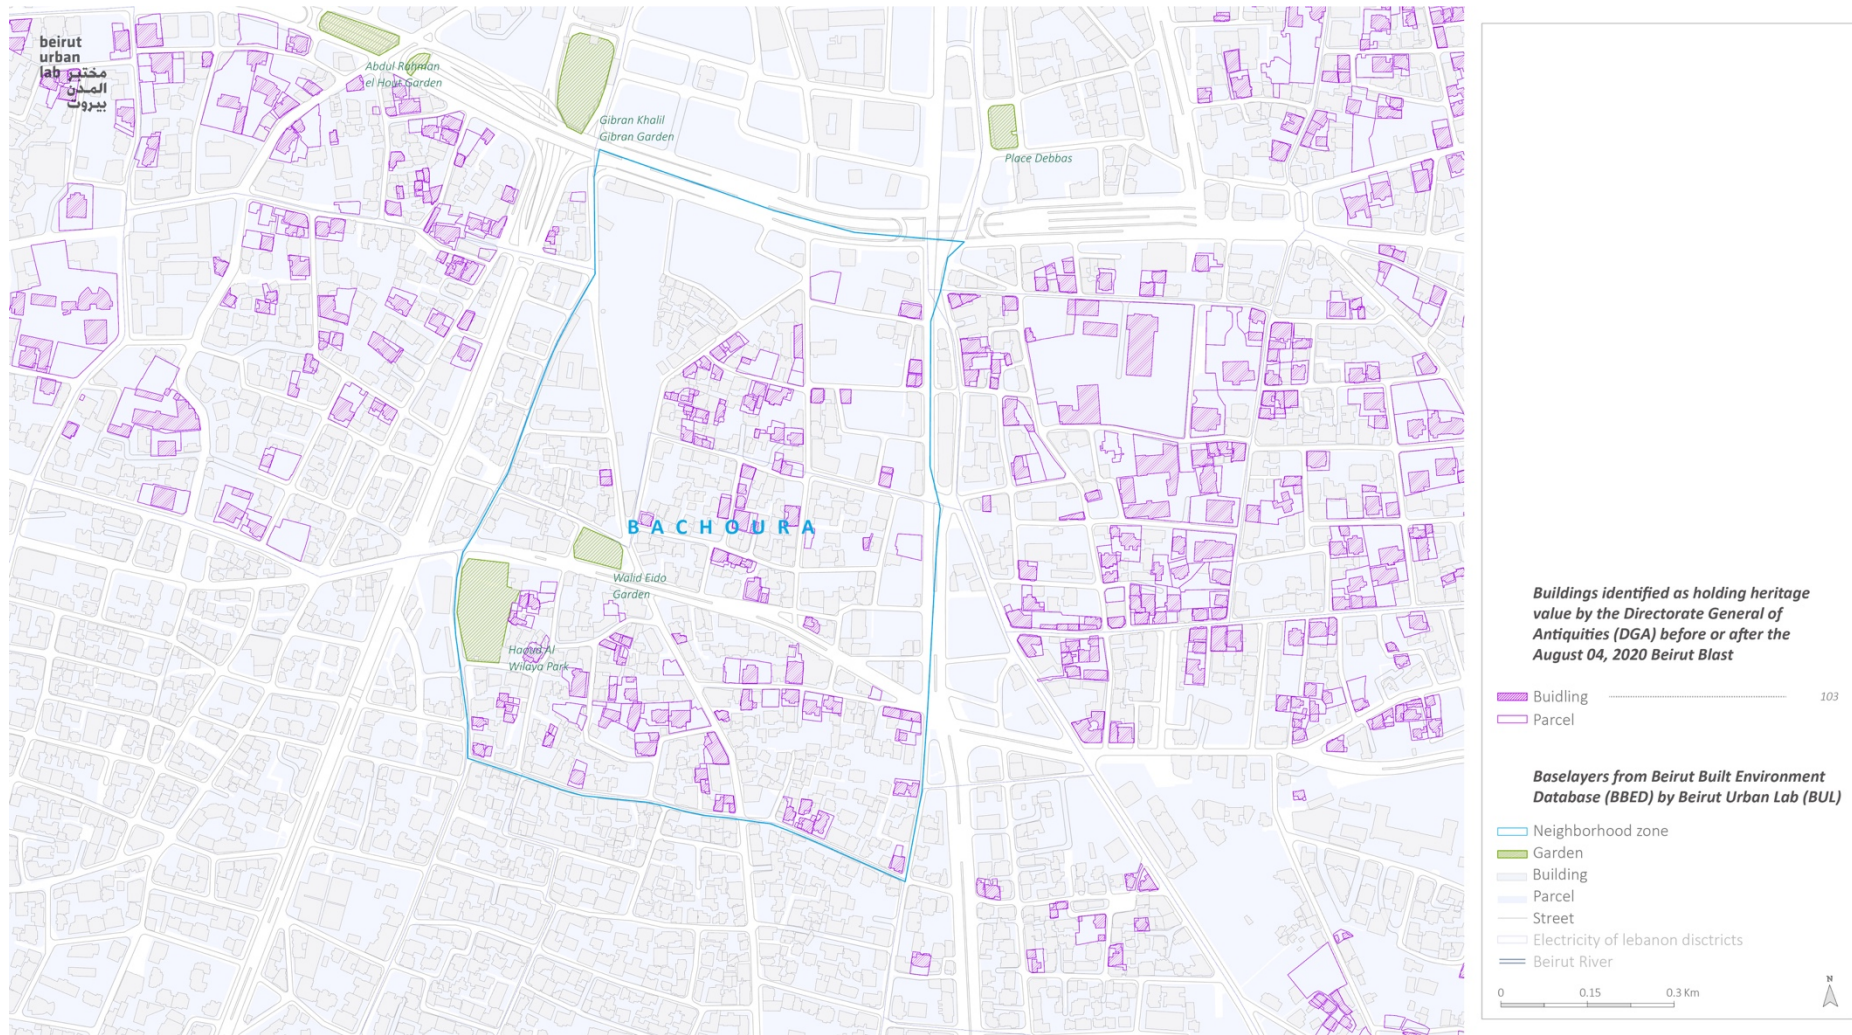 beirut
urban
lab مختبر
المدن
بيروت
Abdul Rahman
el Hout Garden
Gibran Khalil
Gibran Garden
Place Debbas
BACHOURA
Walid Eido
Garden
Haoud Al
Wilaya Park
Buildings identified as holding heritage
value by the Directorate General of
Antiquities (DGA) before or after the
August 04, 2020 Beirut Blast
Buidling 103
Parcel
Baselayers from Beirut Built Environment
Database (BBED) by Beirut Urban Lab (BUL)
Neighborhood zone
Garden
Building
Parcel
Street
Electricity of lebanon disctricts
Beirut River
0 0.15 0.3 Km
N